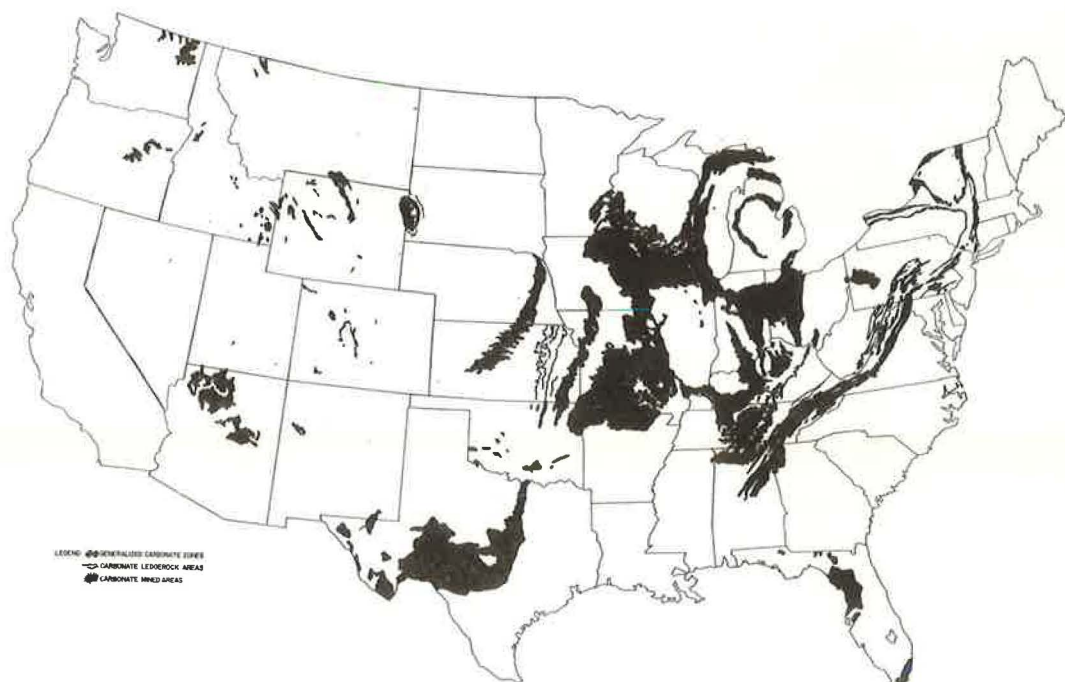 LEGEND: GENERALIZED CARBONATE ZONES
CARBONATE LEDGEROCK AREAS
CARBONATE MINED AREAS